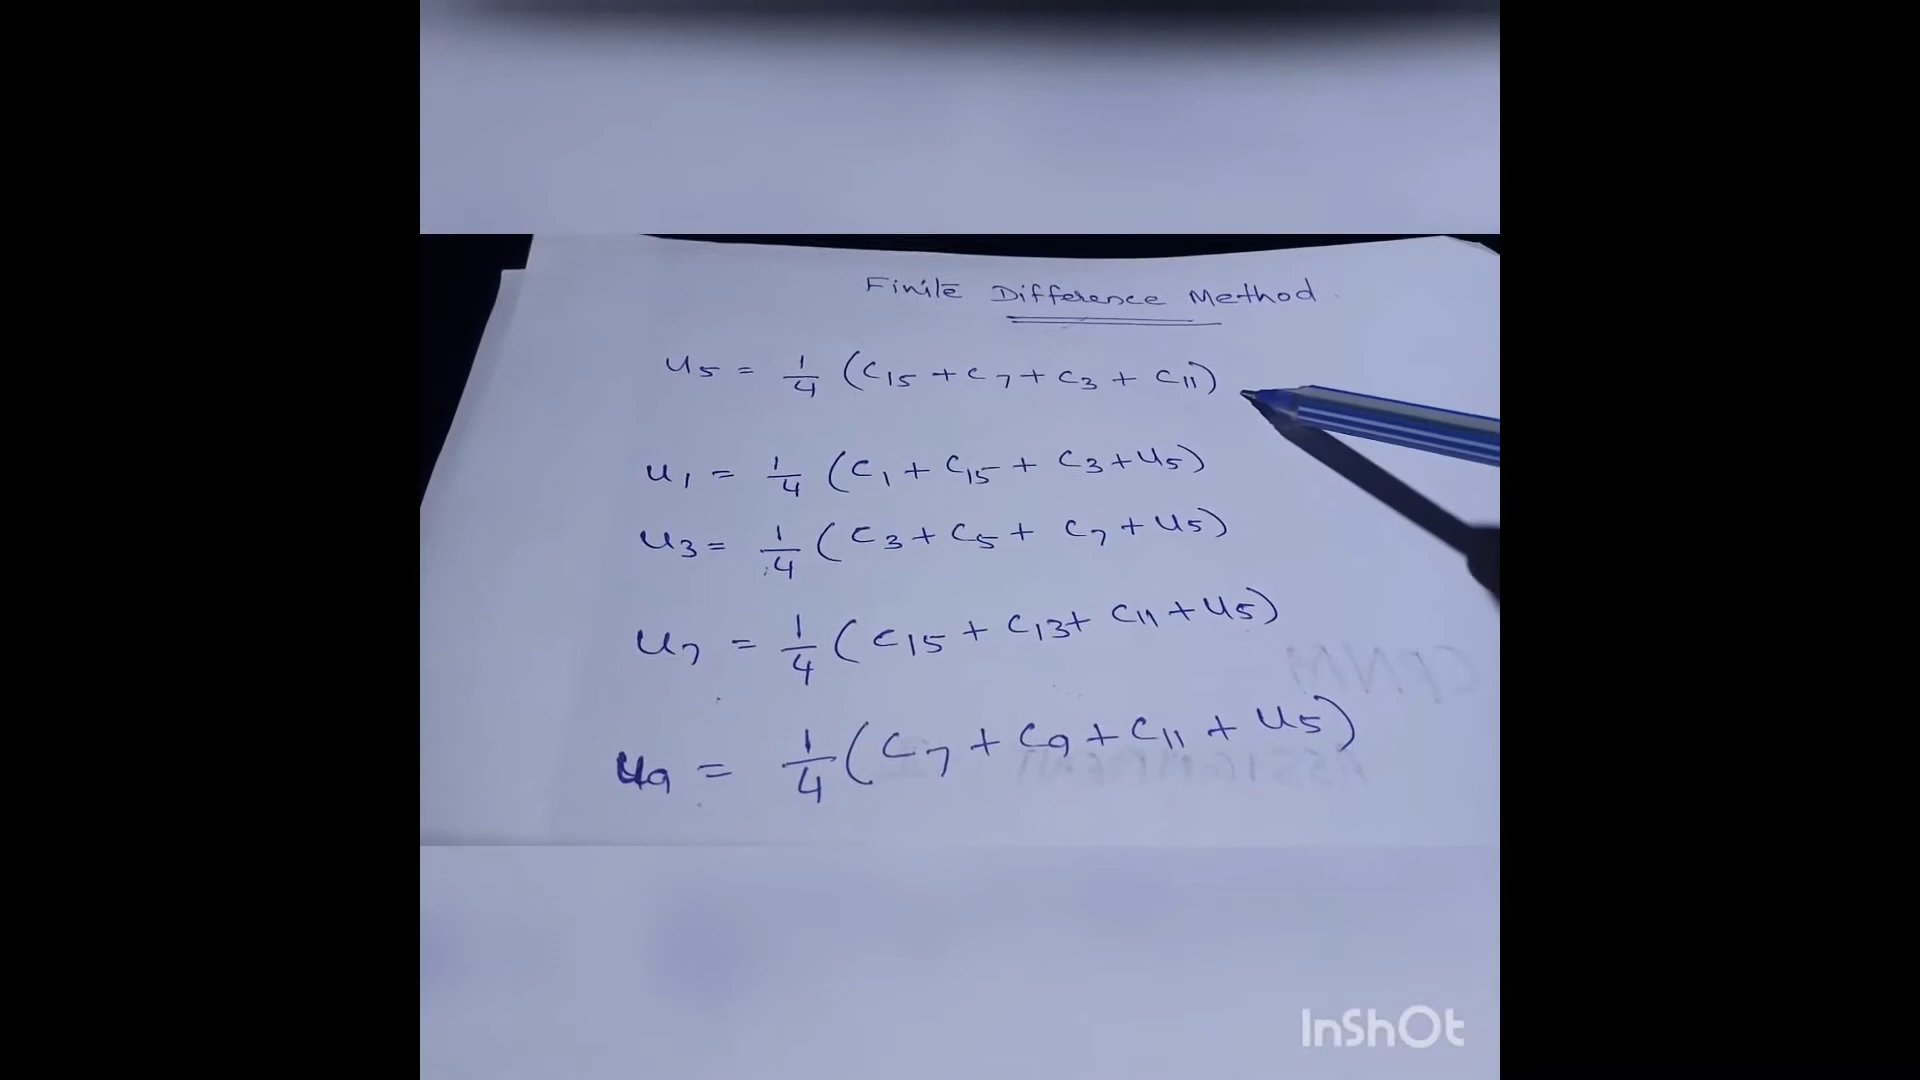 Finite Difference Method
u5 = 1/4 (c15 + c7 + c3 + c11)
u1 = 1/4 (c1 + c15 + c3 + u5)
u3 = 1/4 (c3 + c5 + c7 + u5)
u7 = 1/4 (c15 + c13 + c11 + u5)
u9 = 1/4 (c7 + c9 + c11 + u5)
InShOt